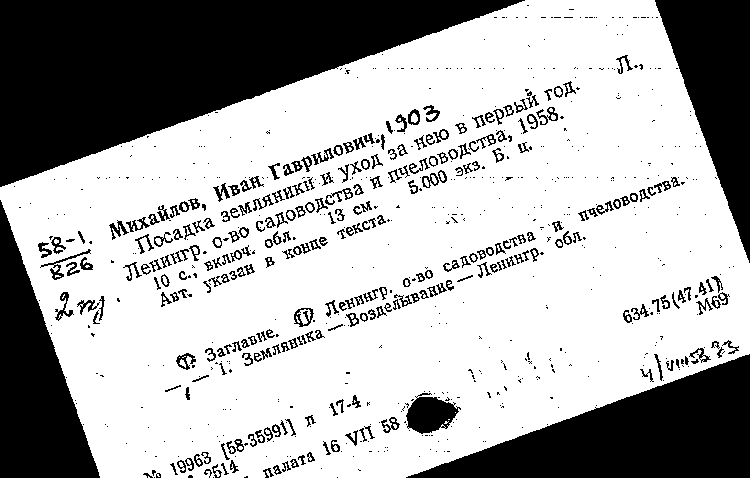 58-1
826
2 
Михайлов, Иван Гаврилович, 1903
Посадка земляники и уход за нею в первый год. Л.,
Ленингр. о-во садоводства и пчеловодства, 1958.
10 с., включ. обл. 13 см. 5.000 экз. Б. ц.
Авт. указан в конце текста.
I. Заглавие. II Ленингр. о-во садоводства и пчеловодства.
— 1. Земляника — Возделывание — Ленингр. обл.
634.75(47.41)
М69
№ 19963 [58-35991] п 17-4
2514
палата 16 VII 58